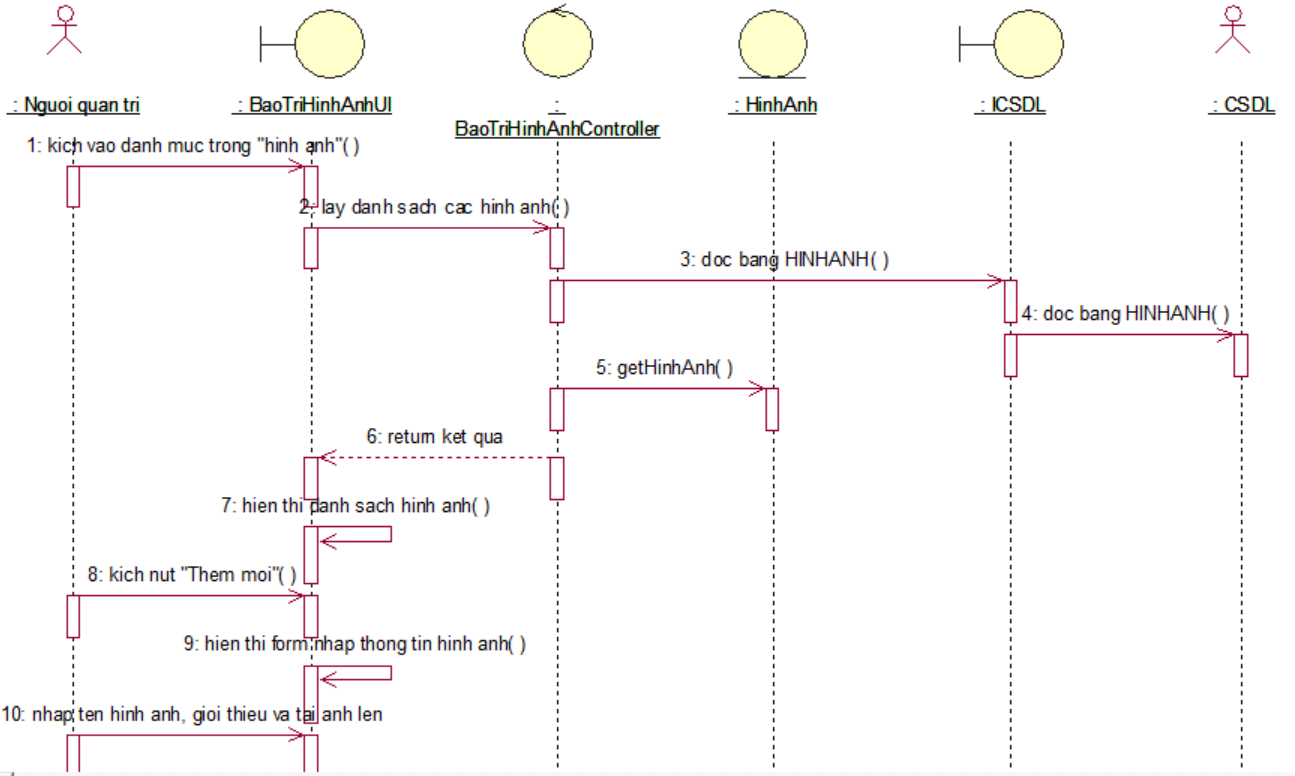 : Nguoi quan tri
: BaoTriHinhAnhUI
:
BaoTriHinhAnhController
: HinhAnh
: ICSDL
: CSDL
1: kich vao danh muc trong "hinh anh"( )
2: lay danh sach cac hinh anh( )
3: doc bang HINHANH( )
4: doc bang HINHANH( )
5: getHinhAnh( )
6: return ket qua
7: hien thi danh sach hinh anh( )
8: kich nut "Them moi"( )
9: hien thi form nhap thong tin hinh anh( )
10: nhap ten hinh anh, gioi thieu va tai anh len